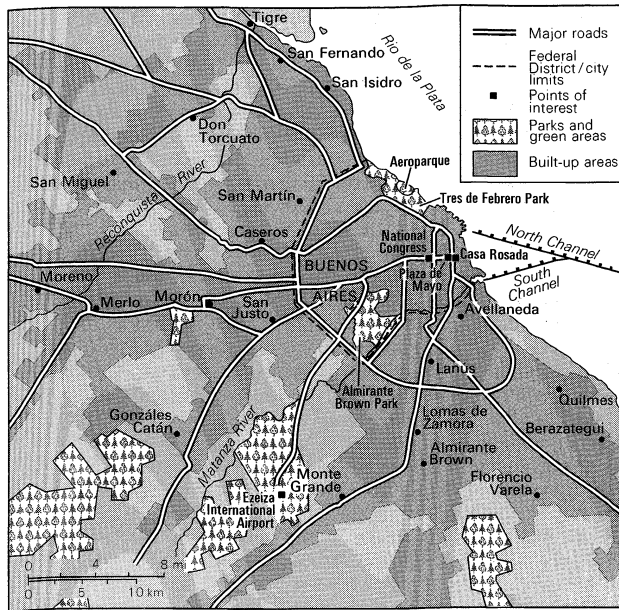 Tigre
San Fernando
San Isidro
Rio de la Plata
Major roads
Federal
District/city
limits
Points of
interest
Parks and
green areas
Built-up areas
Don
Torcuato
Aeroparque
San Miguel
Reconquista River
San Martín
Tres de Febrero Park
Caseros
National
Congress
Casa Rosada
North Channel
South
Channel
BUENOS
AIRES
Plaza de
Mayo
Moreno
Merlo
Morón
San
Justo
Avellaneda
Lanús
Almirante
Brown Park
Quilmes
Gonzáles
Catán
Matanza River
Lomas de
Zamora
Berazategui
Almirante
Brown
Monte
Grande
Florencio
Varela
Ezeiza
International
Airport
0 4 8 mi
0 5 10 km